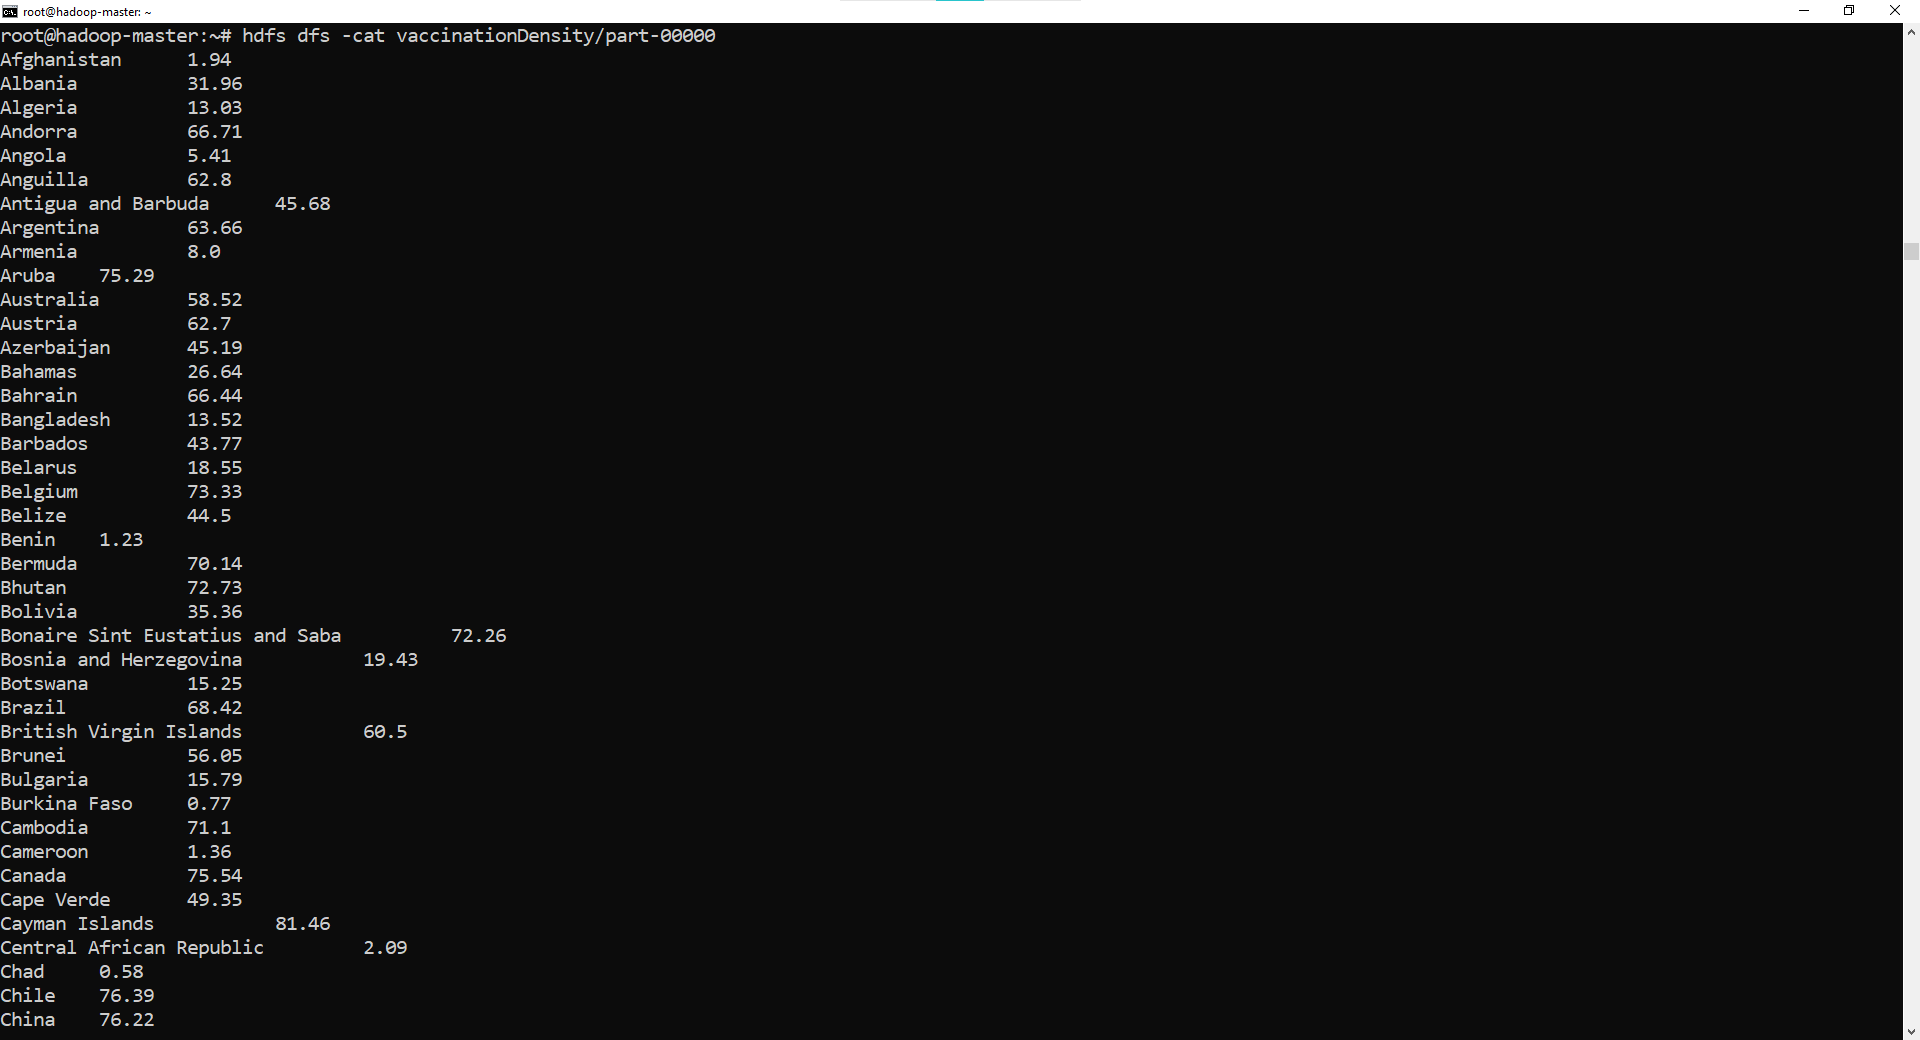 root@hadoop-master: ~
root@hadoop-master:~# hdfs dfs -cat vaccinationDensity/part-00000
Afghanistan 1.94
Albania 31.96
Algeria 13.03
Andorra 66.71
Angola 5.41
Anguilla 62.8
Antigua and Barbuda 45.68
Argentina 63.66
Armenia 8.0
Aruba 75.29
Australia 58.52
Austria 62.7
Azerbaijan 45.19
Bahamas 26.64
Bahrain 66.44
Bangladesh 13.52
Barbados 43.77
Belarus 18.55
Belgium 73.33
Belize 44.5
Benin 1.23
Bermuda 70.14
Bhutan 72.73
Bolivia 35.36
Bonaire Sint Eustatius and Saba 72.26
Bosnia and Herzegovina 19.43
Botswana 15.25
Brazil 68.42
British Virgin Islands 60.5
Brunei 56.05
Bulgaria 15.79
Burkina Faso 0.77
Cambodia 71.1
Cameroon 1.36
Canada 75.54
Cape Verde 49.35
Cayman Islands 81.46
Central African Republic 2.09
Chad 0.58
Chile 76.39
China 76.22